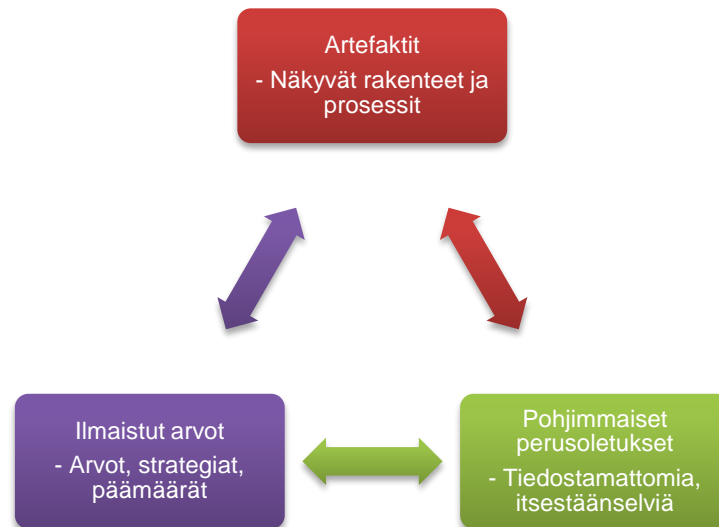 Artefaktit
- Näkyvät rakenteet ja
prosessit
Ilmaistut arvot
- Arvot, strategiat,
päämäärät
Pohjimmaiset
perusoletukset
- Tiedostamattomia,
itsestäänselviä